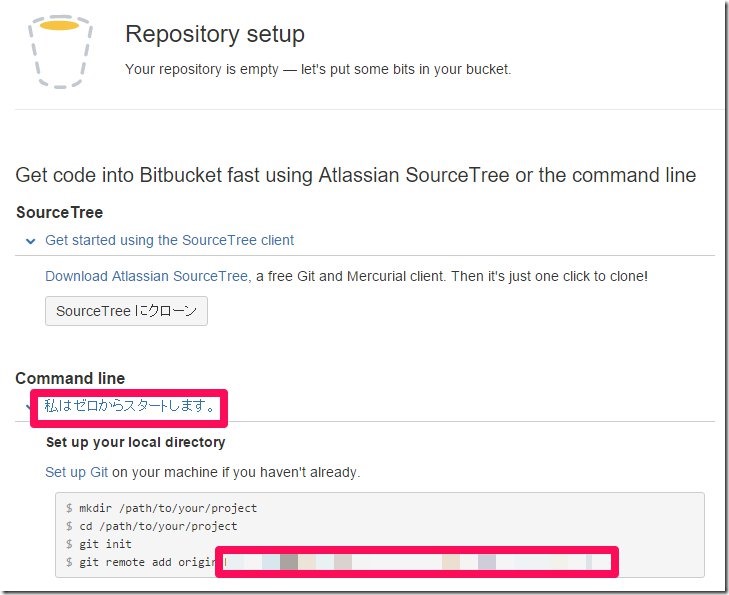 Repository setup
Your repository is empty — let's put some bits in your bucket.
Get code into Bitbucket fast using Atlassian SourceTree or the command line
SourceTree
Get started using the SourceTree client
Download Atlassian SourceTree, a free Git and Mercurial client. Then it's just one click to clone!
SourceTree にクローン
Command line
私はゼロからスタートします。
Set up your local directory
Set up Git on your machine if you haven't already.
$ mkdir /path/to/your/project
$ cd /path/to/your/project
$ git init
$ git remote add origin